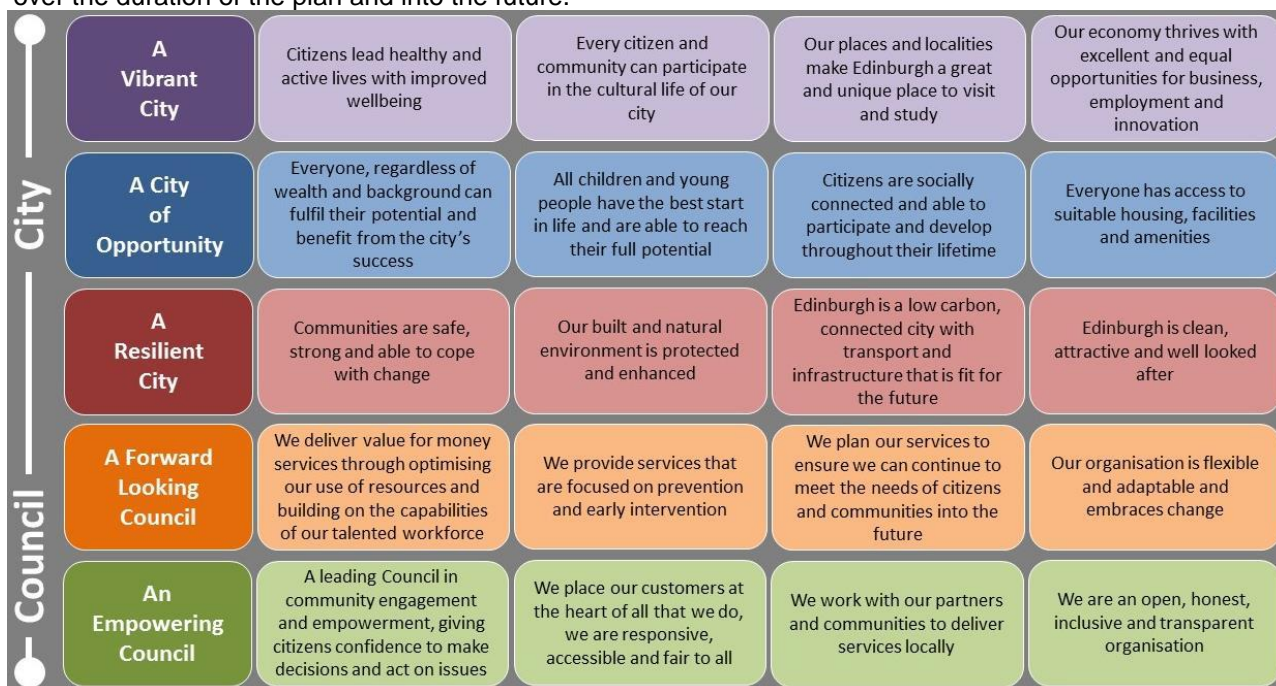 over the duration of the plan and into the future.
City
Council
A
Vibrant
City
Citizens lead healthy and
active lives with improved
wellbeing
Every citizen and
community can participate
in the cultural life of our
city
Our places and localities
make Edinburgh a great
and unique place to visit
and study
Our economy thrives with
excellent and equal
opportunities for business,
employment and
innovation
A City
of
Opportunity
Everyone, regardless of
wealth and background can
fulfil their potential and
benefit from the city's
success
All children and young
people have the best start
in life and are able to reach
their full potential
Citizens are socially
connected and able to
participate and develop
throughout their lifetime
Everyone has access to
suitable housing, facilities
and amenities
A
Resilient
City
Communities are safe,
strong and able to cope
with change
Our built and natural
environment is protected
and enhanced
Edinburgh is a low carbon,
connected city with
transport and
infrastructure that is fit for
the future
Edinburgh is clean,
attractive and well looked
after
A Forward
Looking
Council
We deliver value for money
services through optimising
our use of resources and
building on the capabilities
of our talented workforce
We provide services that
are focused on prevention
and early intervention
We plan our services to
ensure we can continue to
meet the needs of citizens
and communities into the
future
Our organisation is flexible
and adaptable and
embraces change
An
Empowering
Council
A leading Council in
community engagement
and empowerment, giving
citizens confidence to make
decisions and act on issues
We place our customers at
the heart of all that we do,
we are responsive,
accessible and fair to all
We work with our partners
and communities to deliver
services locally
We are an open, honest,
inclusive and transparent
organisation